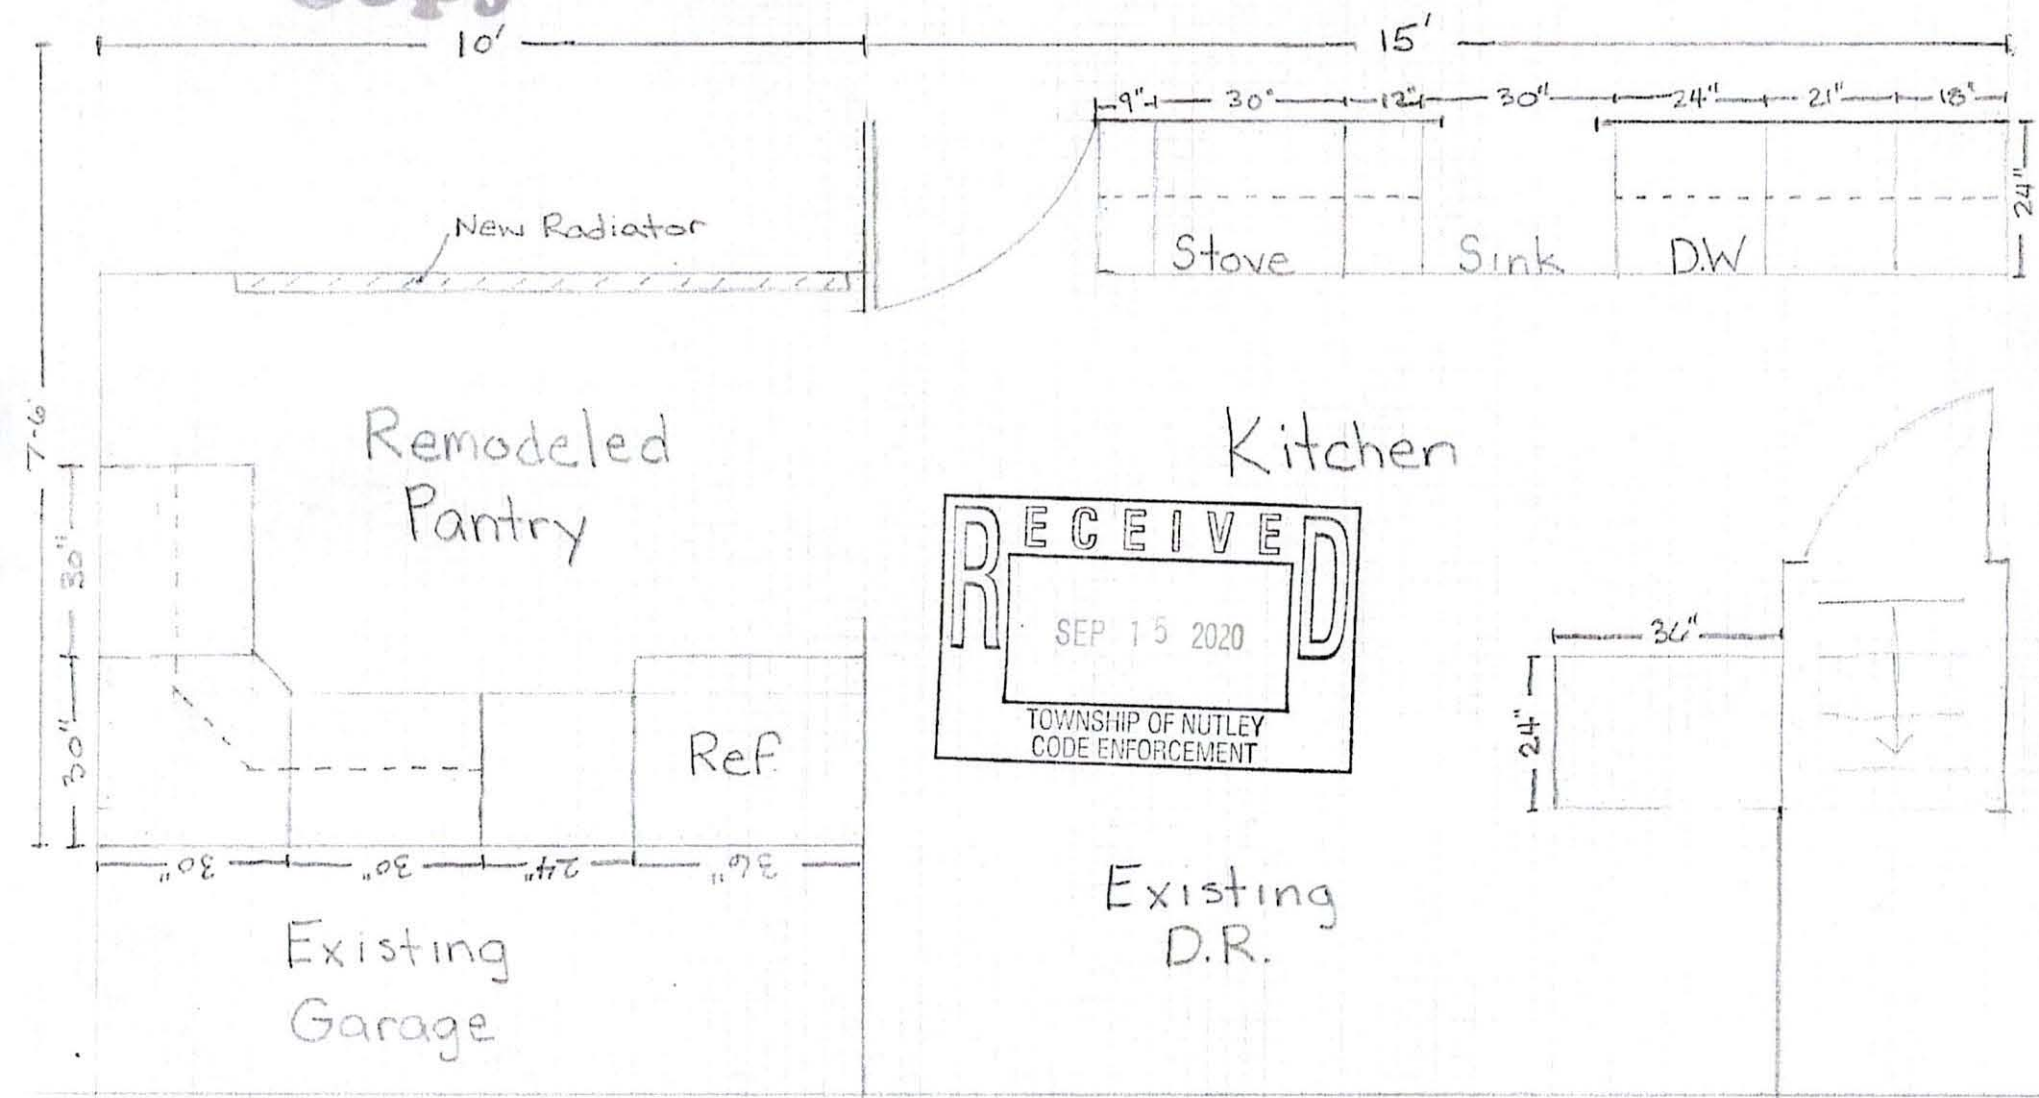 Copy
10'
15'
9" 30" 12" 30" 24" 21" 18"
24"
New Radiator
Stove Sink D.W
7-6
Remodeled
Pantry
Kitchen
RECEIVED
SEP 15 2020
TOWNSHIP OF NUTLEY
CODE ENFORCEMENT
30"
30"
36"
24"
Ref.
30" 30" 24" 36"
Existing
Garage
Existing
D.R.